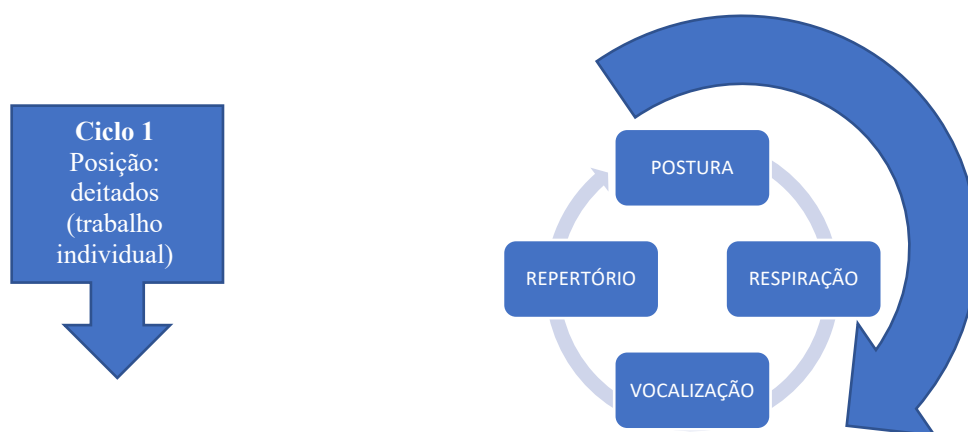 Ciclo 1
Posição:
deitados
(trabalho
individual)
POSTURA
RESPIRAÇÃO
VOCALIZAÇÃO
REPERTÓRIO